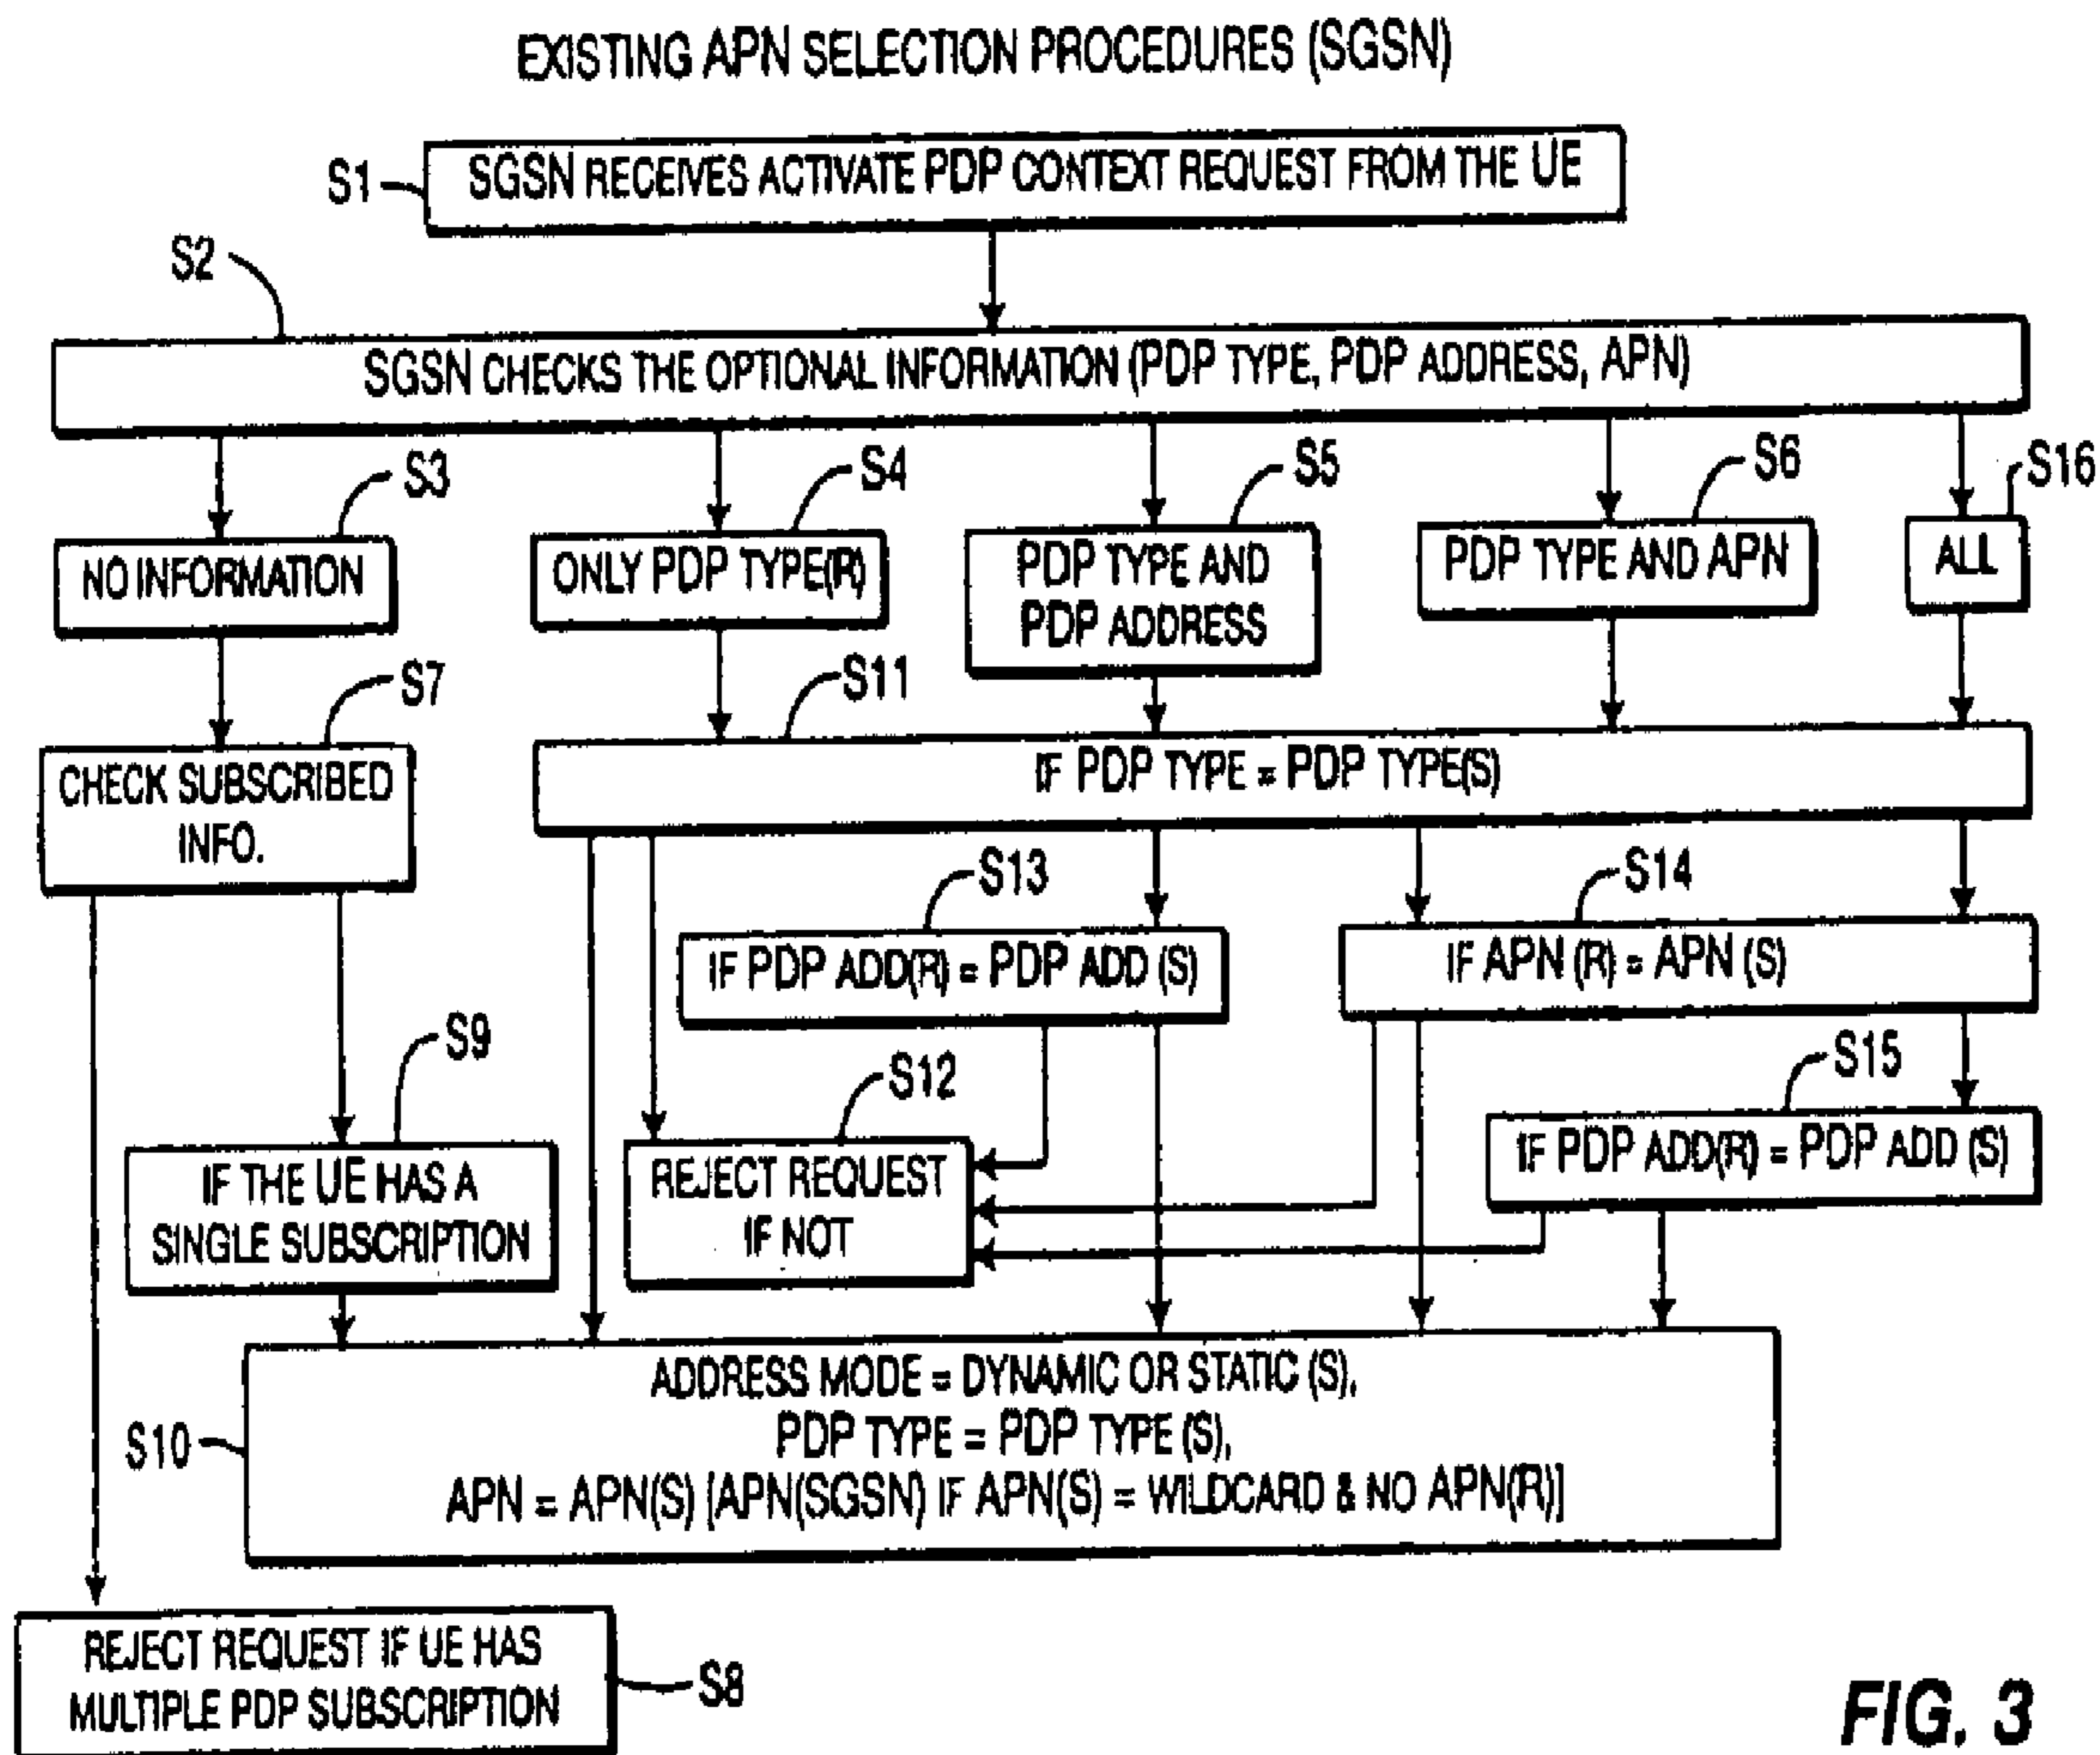 EXISTING APN SELECTION PROCEDURES (SGSN)
S1
SGSN RECEIVES ACTIVATE PDP CONTEXT REQUEST FROM THE UE
S2
SGSN CHECKS THE OPTIONAL INFORMATION (PDP TYPE, PDP ADDRESS, APN)
S3
S4
S5
S6
S16
NO INFORMATION
ONLY PDP TYPE(R)
PDP TYPE AND
PDP ADDRESS
PDP TYPE AND APN
ALL
S7
S11
CHECK SUBSCRIBED
INFO.
IF PDP TYPE = PDP TYPE(S)
S13
S14
IF PDP ADD(R) = PDP ADD (S)
IF APN (R) = APN (S)
S9
S12
S15
IF THE UE HAS A
SINGLE SUBSCRIPTION
REJECT REQUEST
IF NOT
IF PDP ADD(R) = PDP ADD (S)
S10
ADDRESS MODE = DYNAMIC OR STATIC (S),
PDP TYPE = PDP TYPE (S),
APN = APN(S) [APN(SGSN) IF APN(S) = WILDCARD & NO APN(R)]
REJECT REQUEST IF UE HAS
MULTIPLE PDP SUBSCRIPTION
S8
FIG. 3